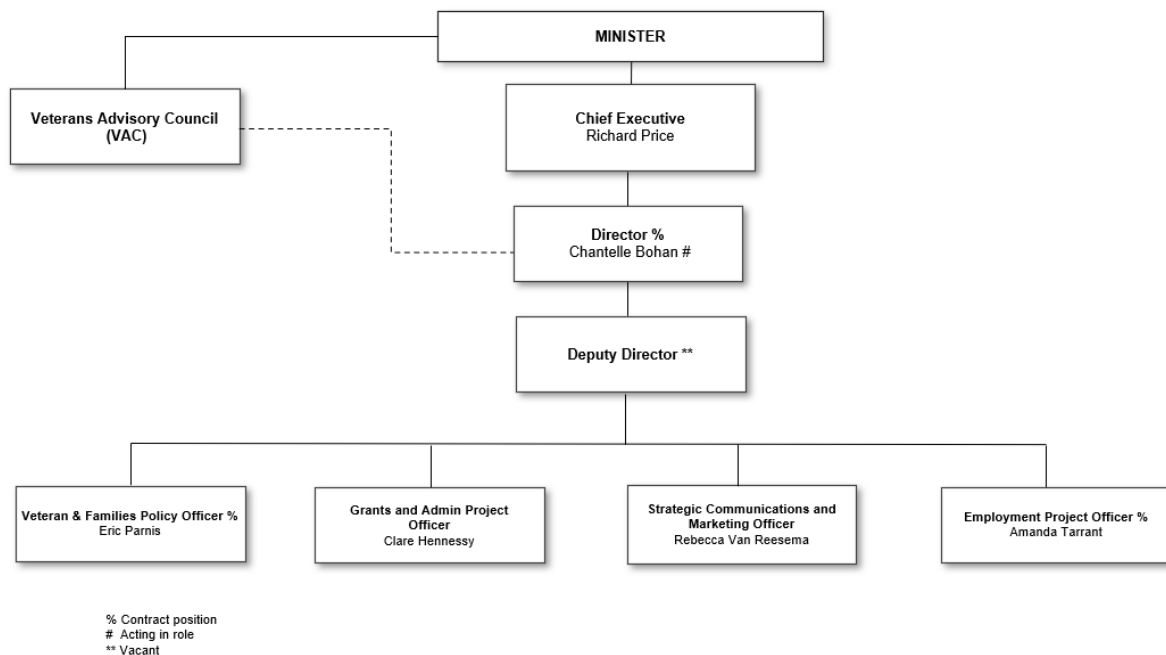 MINISTER
Veterans Advisory Council
(VAC)
Chief Executive
Richard Price
Director %
Chantelle Bohan #
Deputy Director **
Veteran & Families Policy Officer %
Eric Parnis
Grants and Admin Project
Officer
Clare Hennessy
Strategic Communications and
Marketing Officer
Rebecca Van Reesema
Employment Project Officer %
Amanda Tarrant
% Contract position
# Acting in role
** Vacant